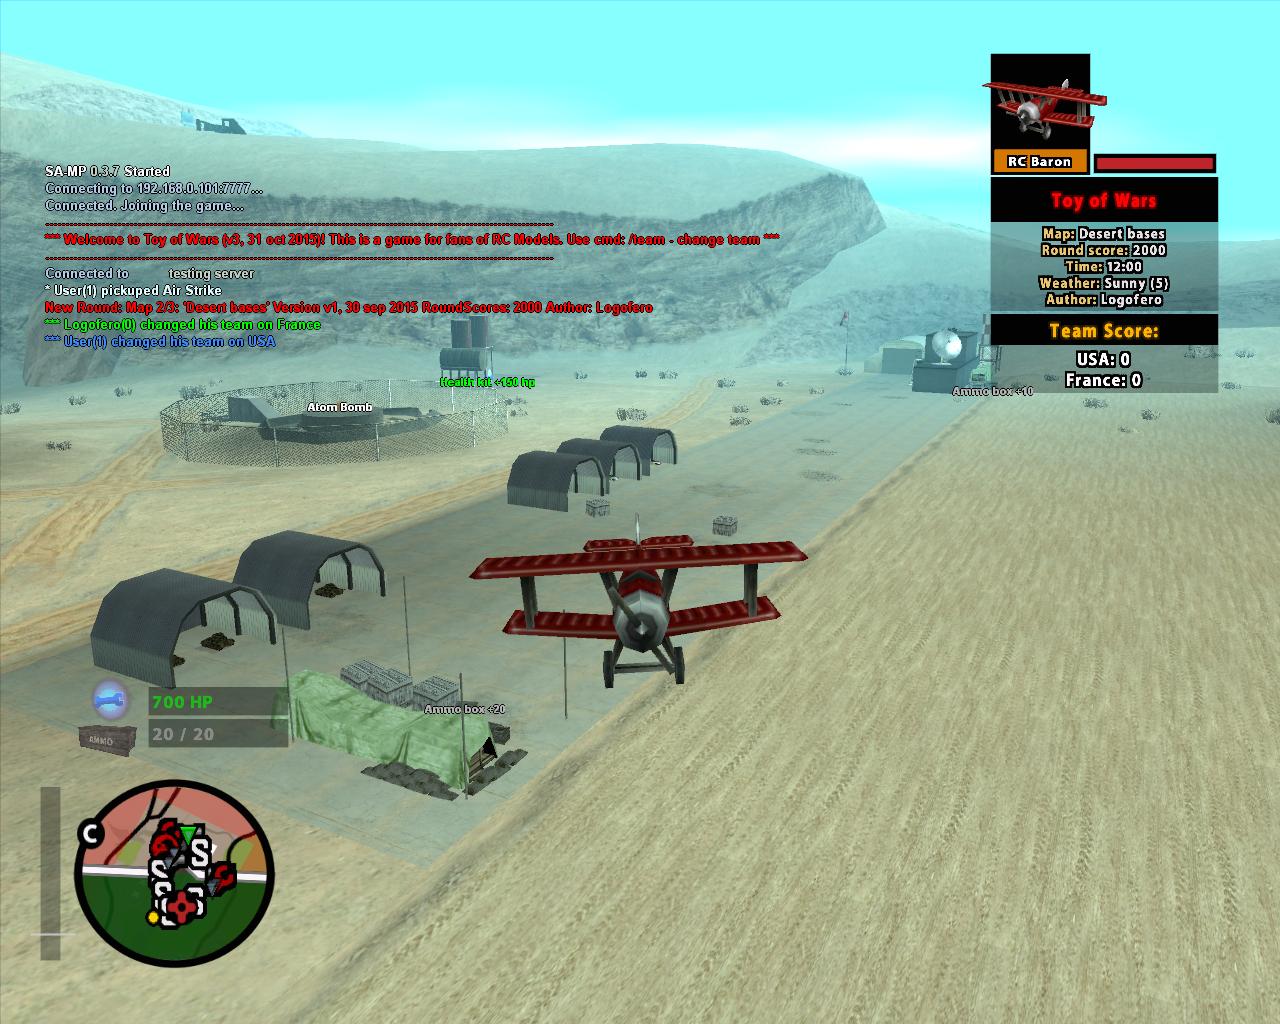 SA-MP 0.3.7 Started
Connecting to 192.168.0.101:7777...
Connected. Joining the game...
*** Welcome to Toy of Wars (v3, 31 oct 2015)! This is a game for fans of RC Models. Use cmd: /team - change team ***
Connected to testing server
* User(1) pickuped Air Strike
New Round: Map 2/3: 'Desert bases' Version v1, 30 sep 2015 RoundScores: 2000 Author: Logofero
*** Logofero(0) changed his team on France
*** User(1) changed his team on USA
RC Baron
Toy of Wars
Map: Desert bases
Round score: 2000
Time: 12:00
Weather: Sunny (5)
Author: Logofero
Team Score:
USA: 0
France: 0
Health kit +150 hp
Ammo box +10
Atom Bomb
700 HP
Ammo box +20
AMMO
20 / 20
C
S
S
S